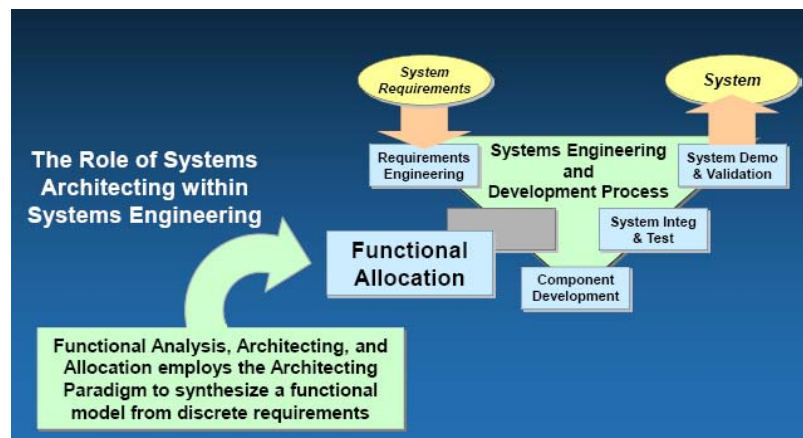 System
Requirements
System
The Role of Systems
Architecting within
Systems Engineering
Requirements
Engineering
Systems Engineering
and
Development Process
System Demo
& Validation
System Integ
& Test
Functional
Allocation
Component
Development
Functional Analysis, Architecting, and
Allocation employs the Architecting
Paradigm to synthesize a functional
model from discrete requirements